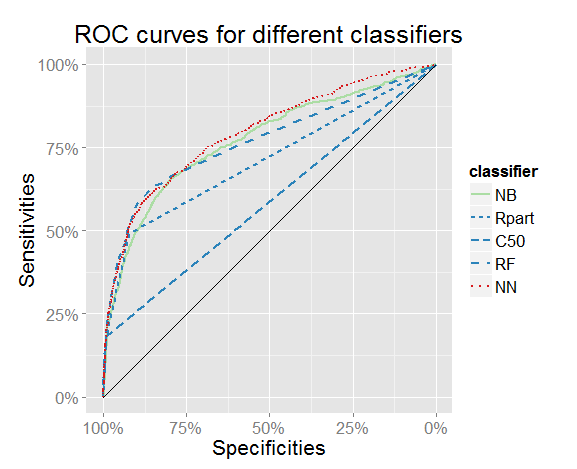 ROC curves for different classifiers
Sensitivities
100%
75%
50%
25%
0%
100% 75% 50% 25% 0%
Specificities
classifier
NB
Rpart
C50
RF
NN